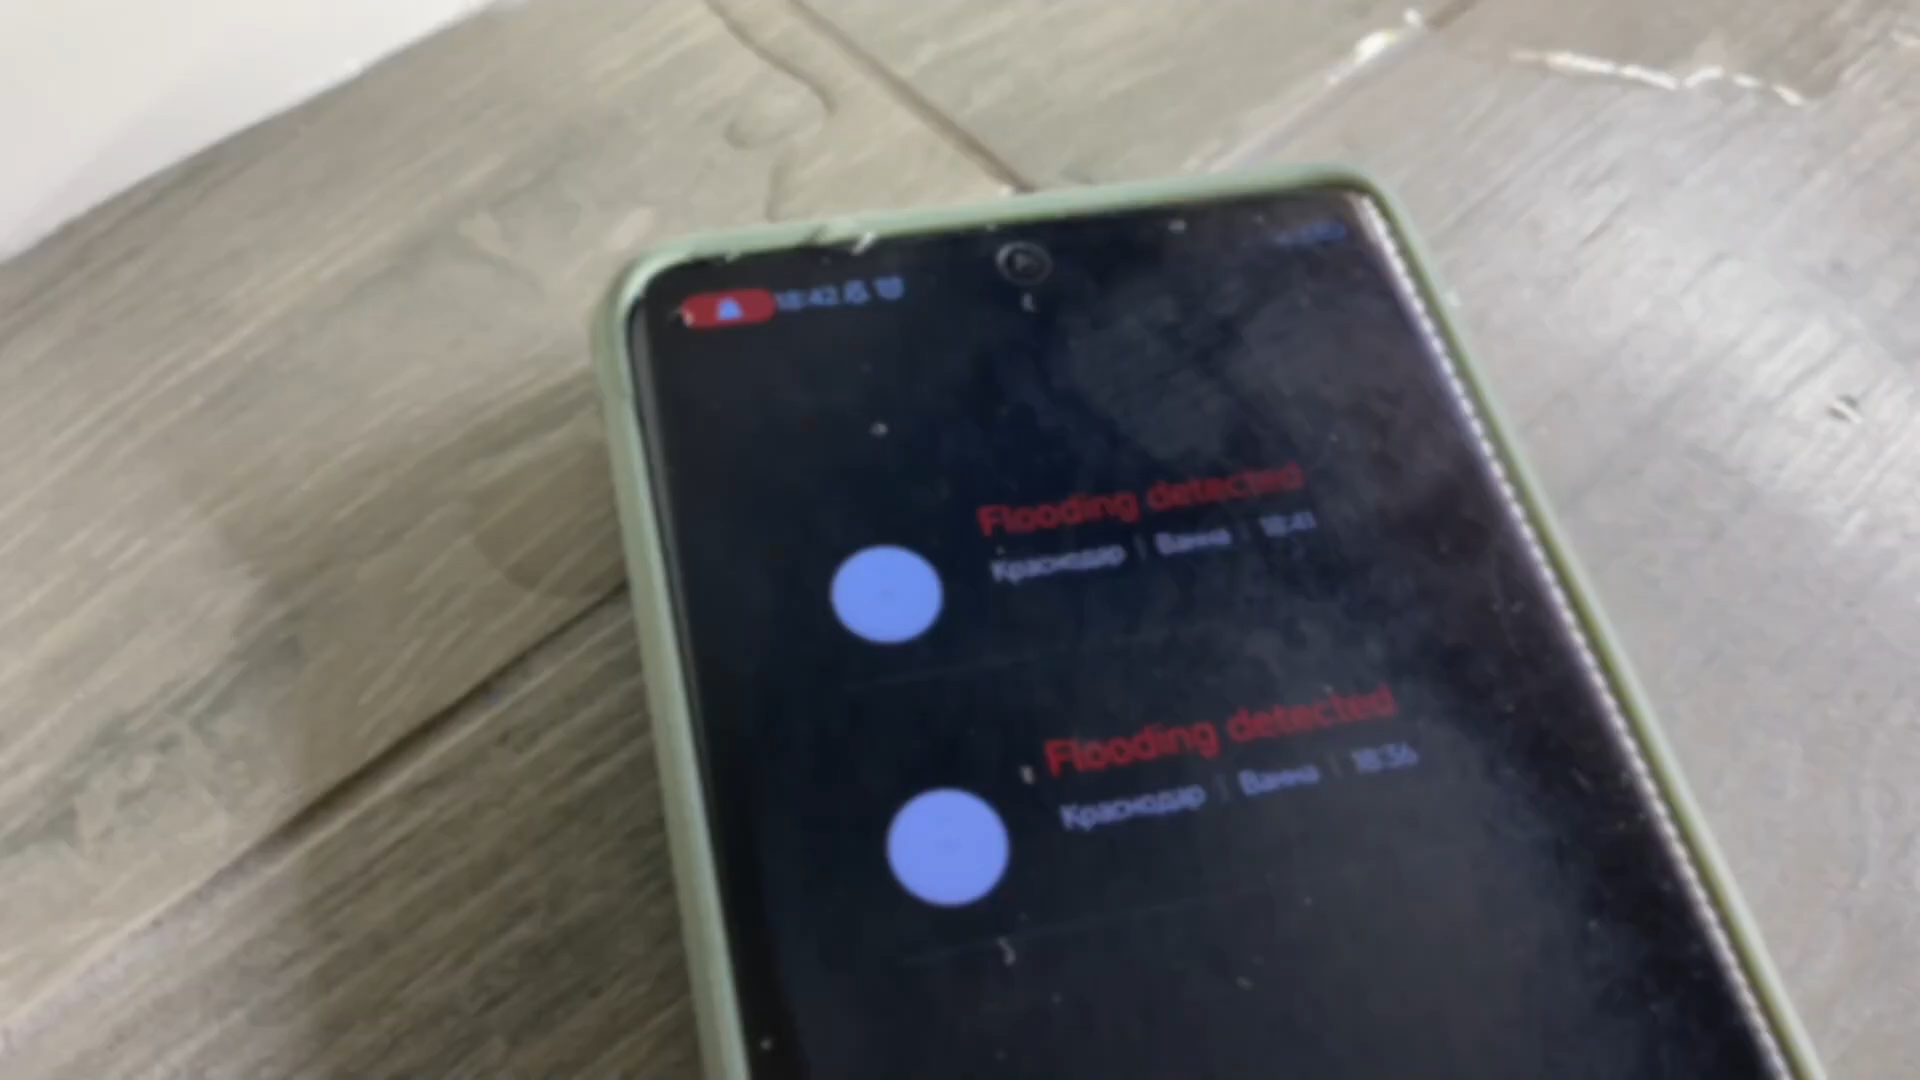 18:42
Flooding detected
Краснодар | Ванна | 18:41
Flooding detected
Краснодар | Ванна | 18:36